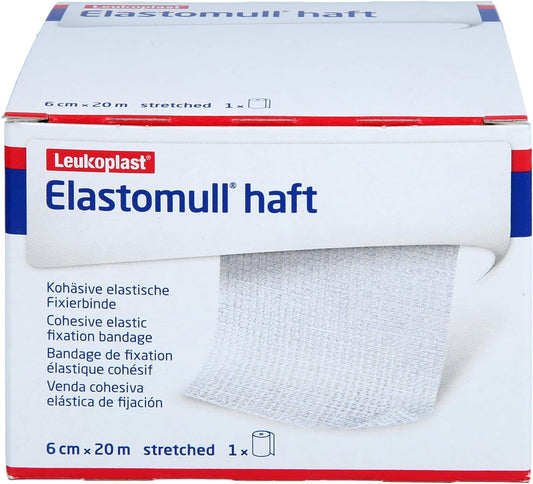 Leukoplast®
Elastomull® haft
6 cm × 20 m stretched 1 ×
Leukoplast®
Elastomull® haft
Kohäsive elastische
Fixierbinde
Cohesive elastic
fixation bandage
Bandage de fixation
élastique cohésif
Venda cohesiva
elástica de fijación
6 cm × 20 m stretched 1 ×